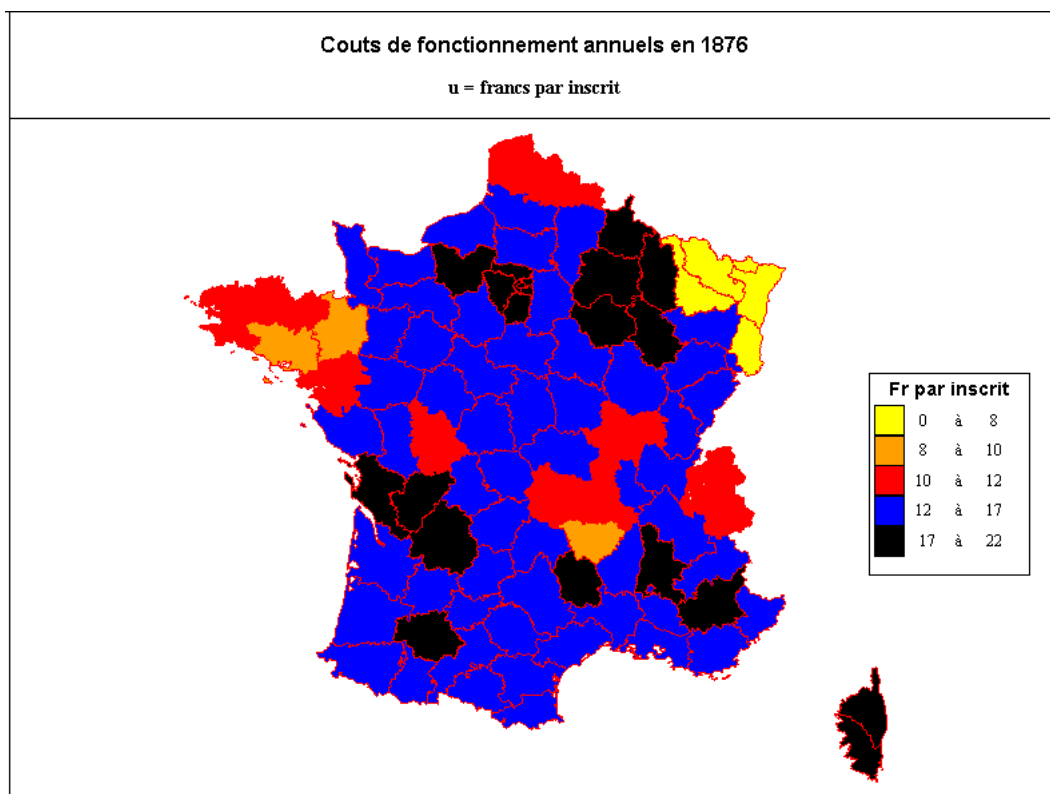 Couts de fonctionnement annuels en 1876
u = francs par inscrit
Fr par inscrit
0 à 8
8 à 10
10 à 12
12 à 17
17 à 22